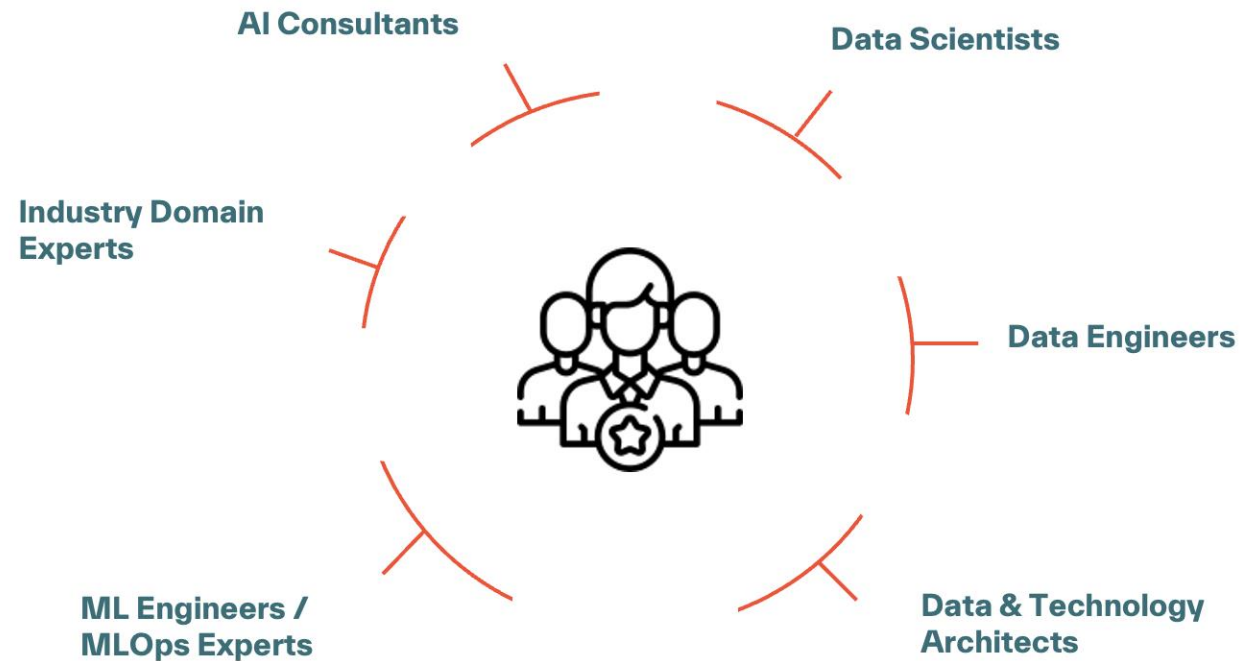 AI Consultants
Data Scientists
Industry Domain
Experts
Data Engineers
ML Engineers /
MLOps Experts
Data & Technology
Architects